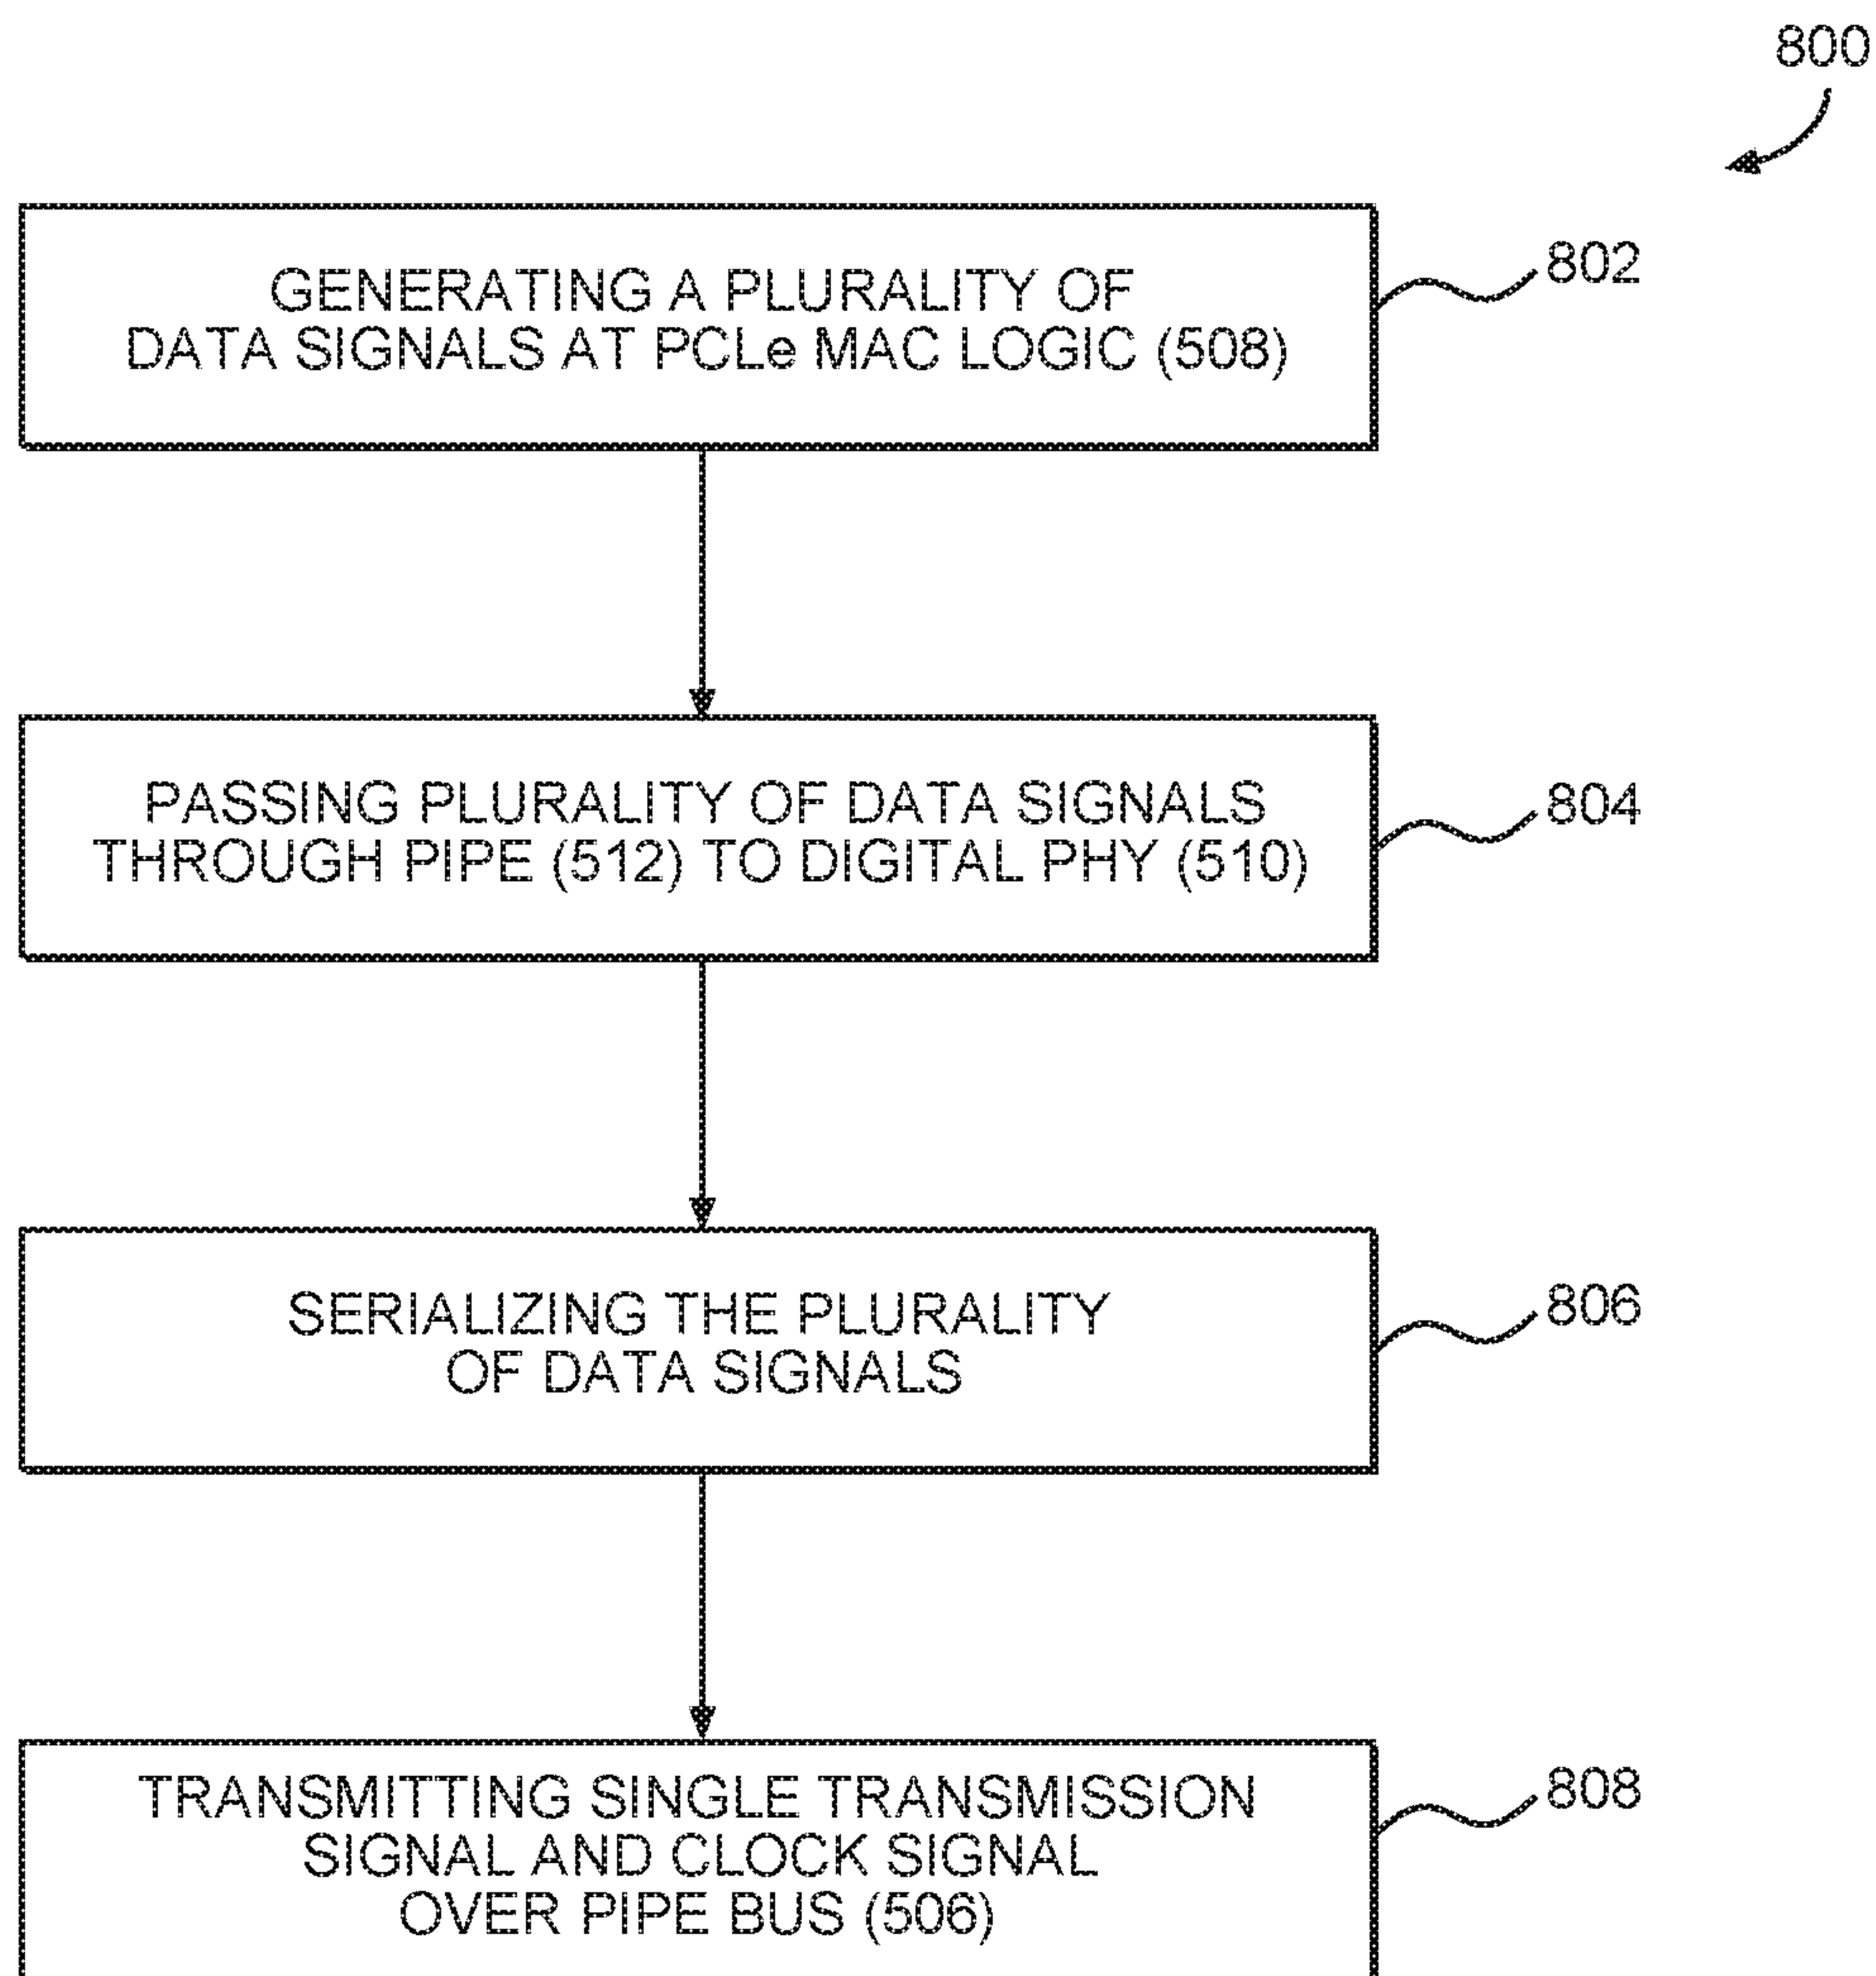 800
GENERATING A PLURALITY OF
DATA SIGNALS AT PCLe MAC LOGIC (508)
802
PASSING PLURALITY OF DATA SIGNALS
THROUGH PIPE (512) TO DIGITAL PHY (510)
804
SERIALIZING THE PLURALITY
OF DATA SIGNALS
806
TRANSMITTING SINGLE TRANSMISSION
SIGNAL AND CLOCK SIGNAL
OVER PIPE BUS (506)
808